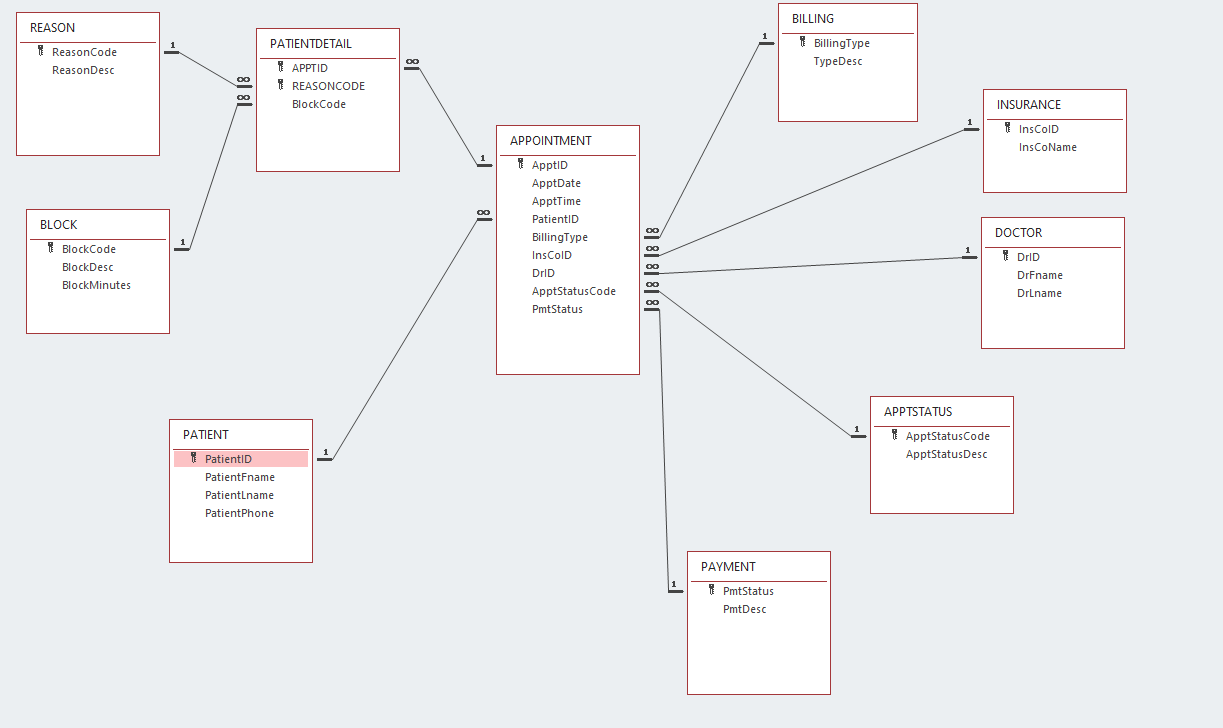 REASON
ReasonCode
ReasonDesc
1
PATIENTDETAIL
APPTID
REASONCODE
BlockCode
∞
∞
∞
BLOCK
BlockCode
BlockDesc
BlockMinutes
1
APPOINTMENT
ApptID
ApptDate
ApptTime
PatientID
BillingType
InsCoID
DrID
ApptStatusCode
PmtStatus
1
∞
∞
∞
∞
∞
∞
BILLING
BillingType
TypeDesc
1
INSURANCE
InsCoID
InsCoName
1
DOCTOR
DrID
DrFname
DrLname
1
PATIENT
PatientID
PatientFname
PatientLname
PatientPhone
1
APPTSTATUS
ApptStatusCode
ApptStatusDesc
1
PAYMENT
PmtStatus
PmtDesc
1